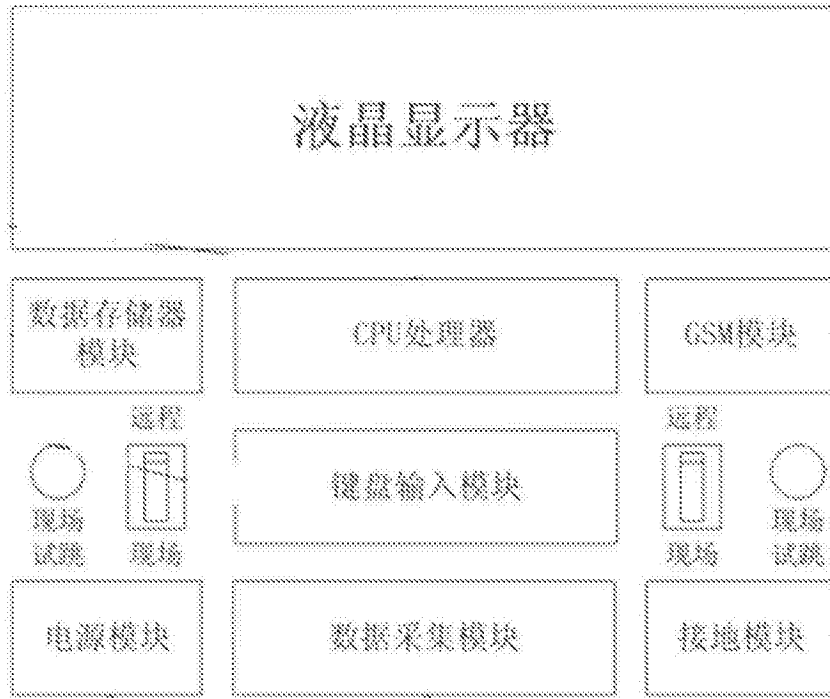 液晶显示器
数据存储器
模块
CPU处理器
GSM模块
远程
远程
键盘输入模块
现场
试跳
现场
现场
现场
试跳
电源模块
数据采集模块
接地模块